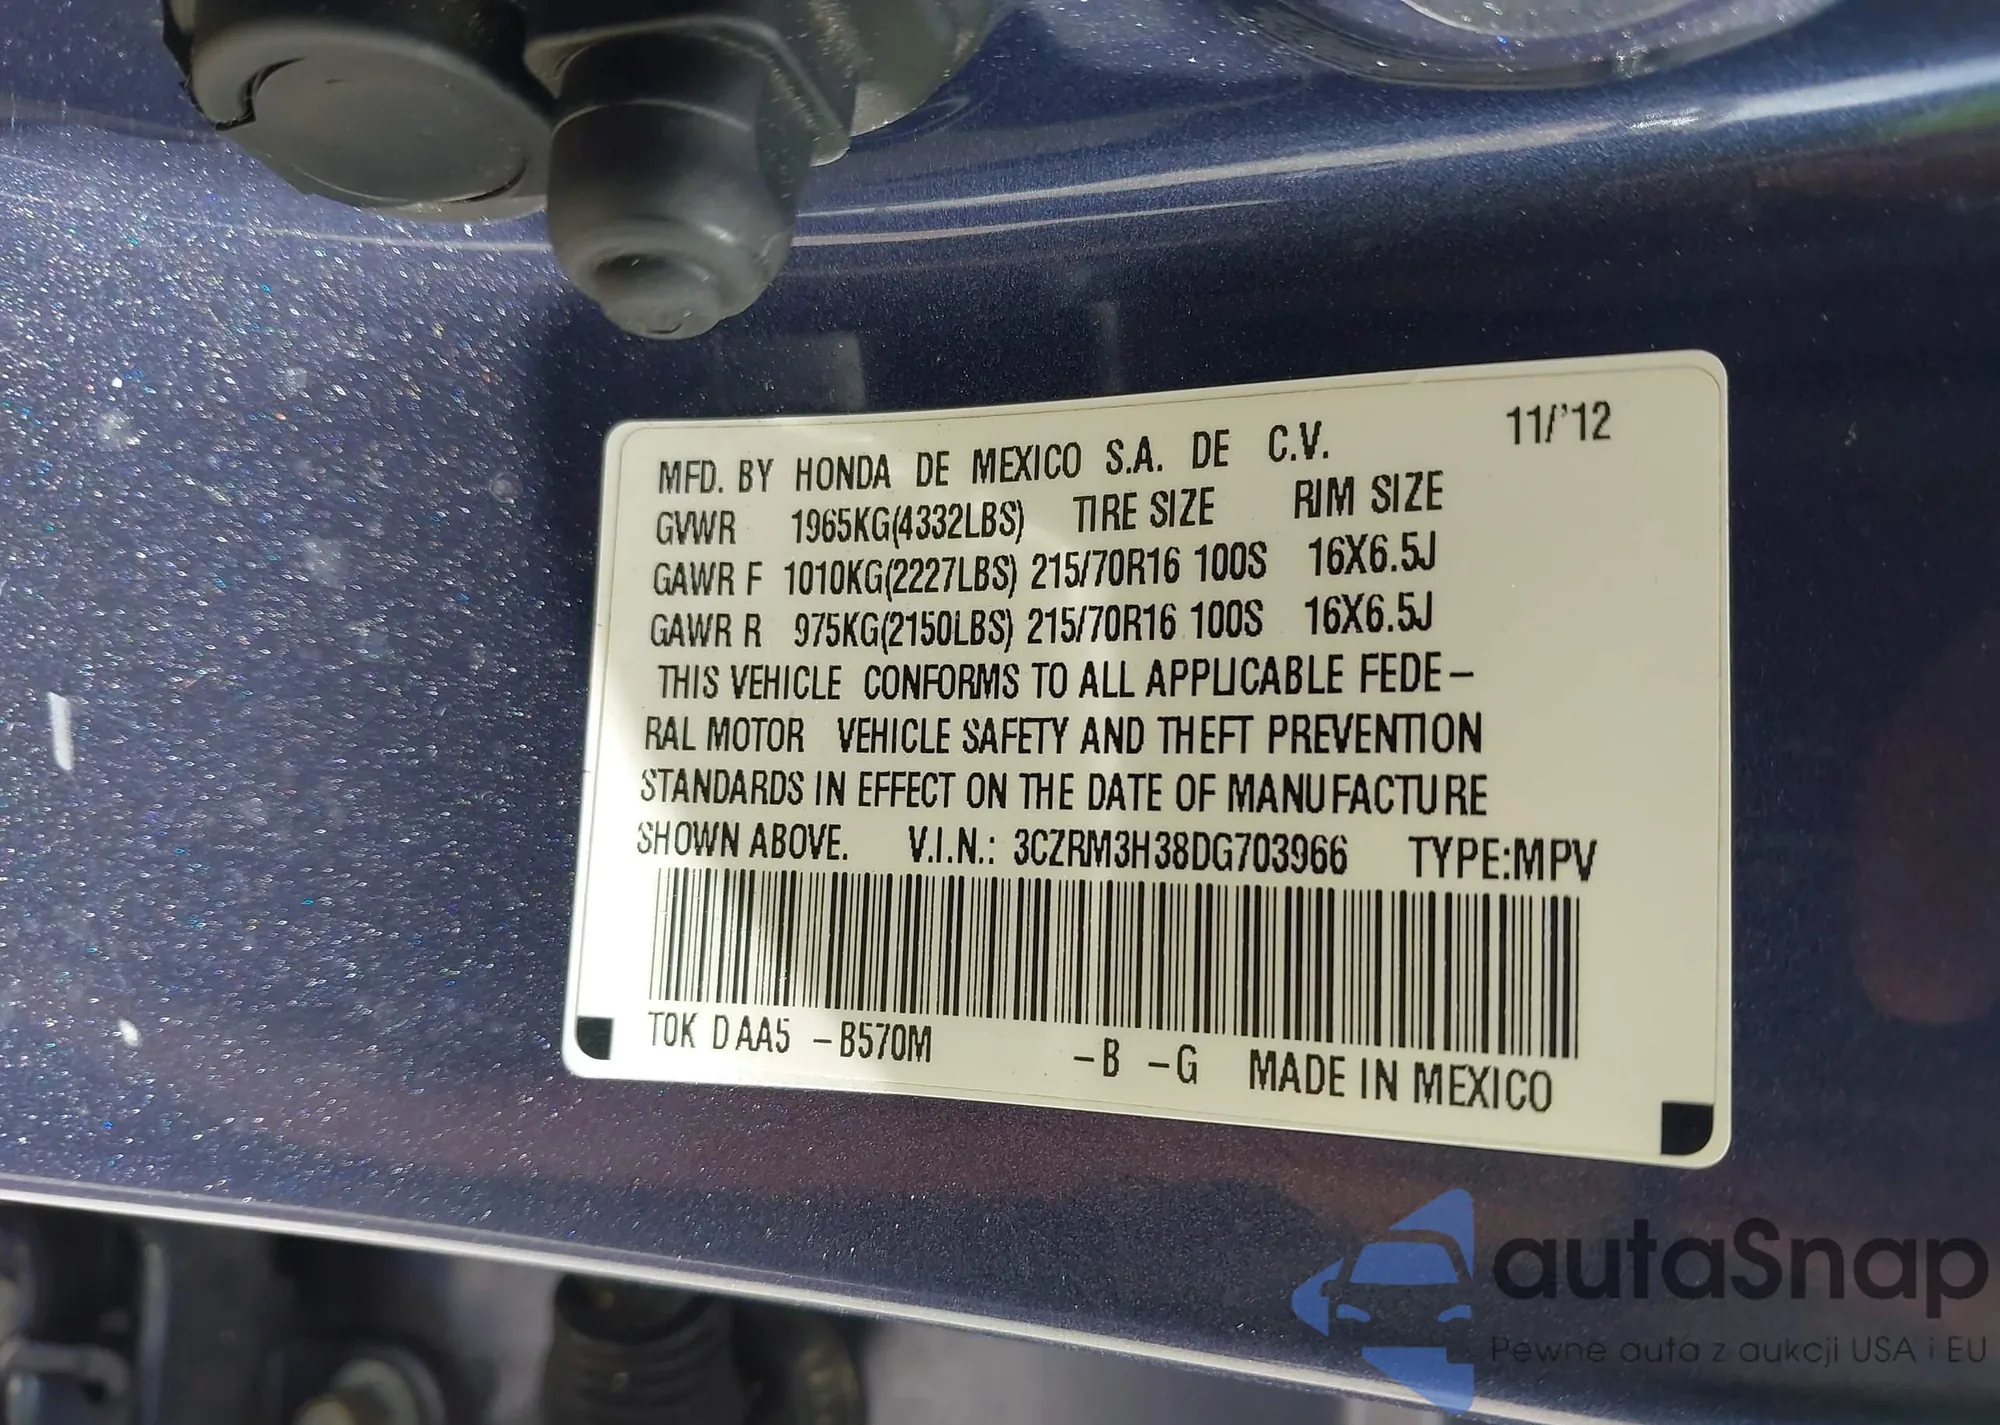 11/'12
MFD. BY HONDA DE MEXICO S.A. DE C.V.
GVWR 1965KG(4332LBS) TIRE SIZE RIM SIZE
GAWR F 1010KG(2227LBS) 215/70R16 100S 16X6.5J
GAWR R 975KG(2150LBS) 215/70R16 100S 16X6.5J
THIS VEHICLE CONFORMS TO ALL APPLICABLE FEDE-
RAL MOTOR VEHICLE SAFETY AND THEFT PREVENTION
STANDARDS IN EFFECT ON THE DATE OF MANUFACTURE
SHOWN ABOVE. V.I.N.: 3CZRM3H38DG703966 TYPE:MPV
T0K D AA5 -B570M -B -G MADE IN MEXICO
autaSnap
Pewne auta z aukcji USA i EU